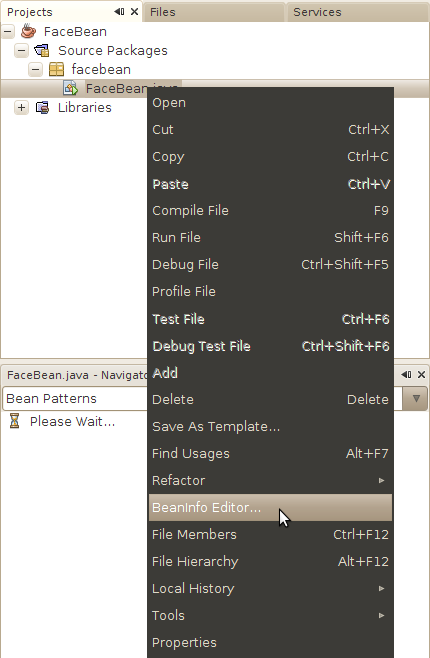 Projects Files Services
FaceBean
Source Packages
facebean
FaceBean.java
Libraries
Open
Cut Ctrl+X
Copy Ctrl+C
Paste Ctrl+V
Compile File F9
Run File Shift+F6
Debug File Ctrl+Shift+F5
Profile File
Test File Ctrl+F6
Debug Test File Ctrl+Shift+F6
Add
FaceBean.java - Navigator
Delete Delete
Bean Patterns
Save As Template...
Please Wait...
Find Usages Alt+F7
Refactor
BeanInfo Editor...
File Members Ctrl+F12
File Hierarchy Alt+F12
Local History
Tools
Properties